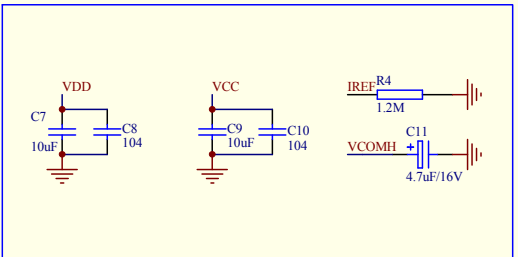 VDD
C7
10uF
C8
104
VCC
C9
10uF
C10
104
IREF
R4
1.2M
VCOMH
C11
+
4.7uF/16V